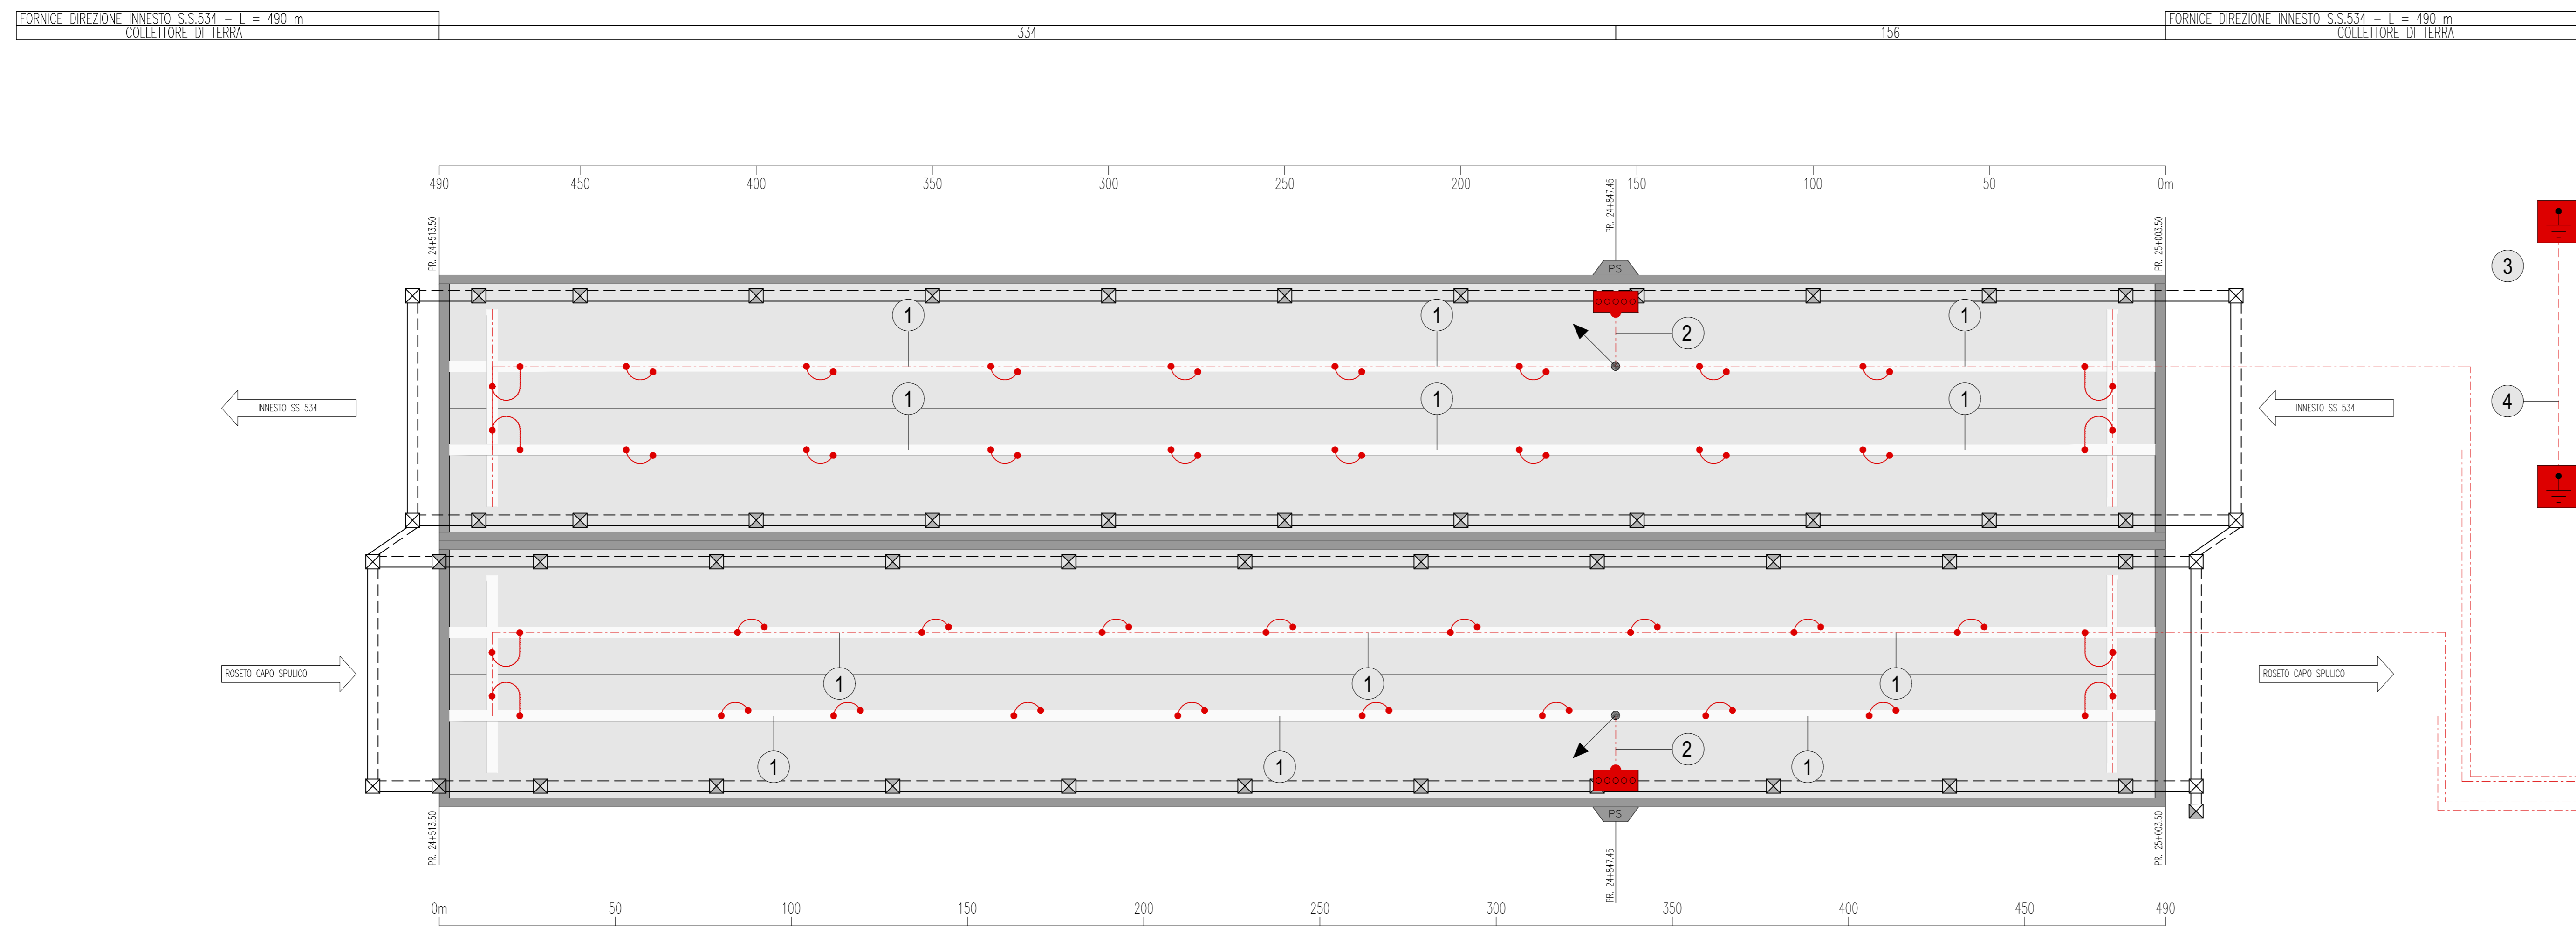 FORNICE DIREZIONE INNESTO S.S.534 - L = 490 m
FORNICE DIREZIONE INNESTO S.S.534 - L = 490 m
COLLETTORE DI TERRA
334
156
COLLETTORE DI TERRA
490 450 400 350 300 250 200 150 100 50 0m
PR. 24+513.50
PR. 24+847.45
PR. 25+003.50
PS
3
1 1 1
2
1 1 1
4
INNESTO SS 534
INNESTO SS 534
ROSETO CAPO SPULICO
ROSETO CAPO SPULICO
1 1 1
2
1 1 1
PS
PR. 24+513.50
PR. 24+847.45
PR. 25+003.50
0m 50 100 150 200 250 300 350 400 450 490